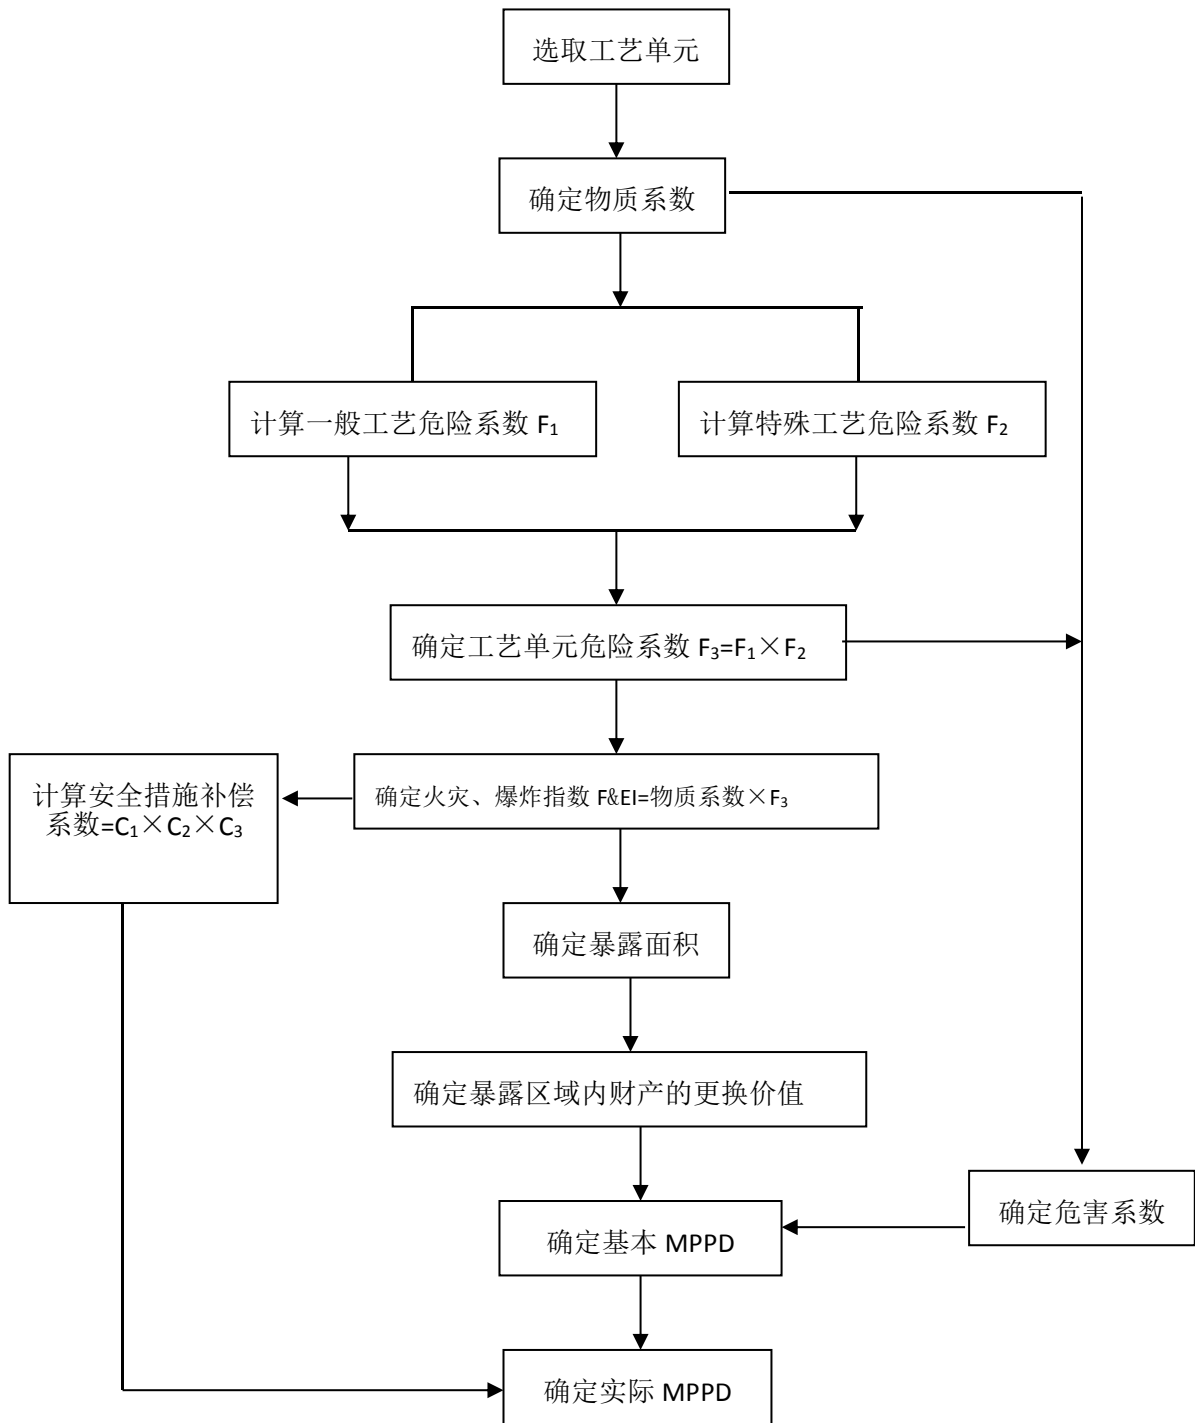 选取工艺单元
确定物质系数
计算一般工艺危险系数 F₁
计算特殊工艺危险系数 F₂
确定工艺单元危险系数 F₃=F₁×F₂
计算安全措施补偿
系数=C₁×C₂×C₃
确定火灾、爆炸指数 F&EI=物质系数×F₃
确定暴露面积
确定暴露区域内财产的更换价值
确定危害系数
确定基本 MPPD
确定实际 MPPD